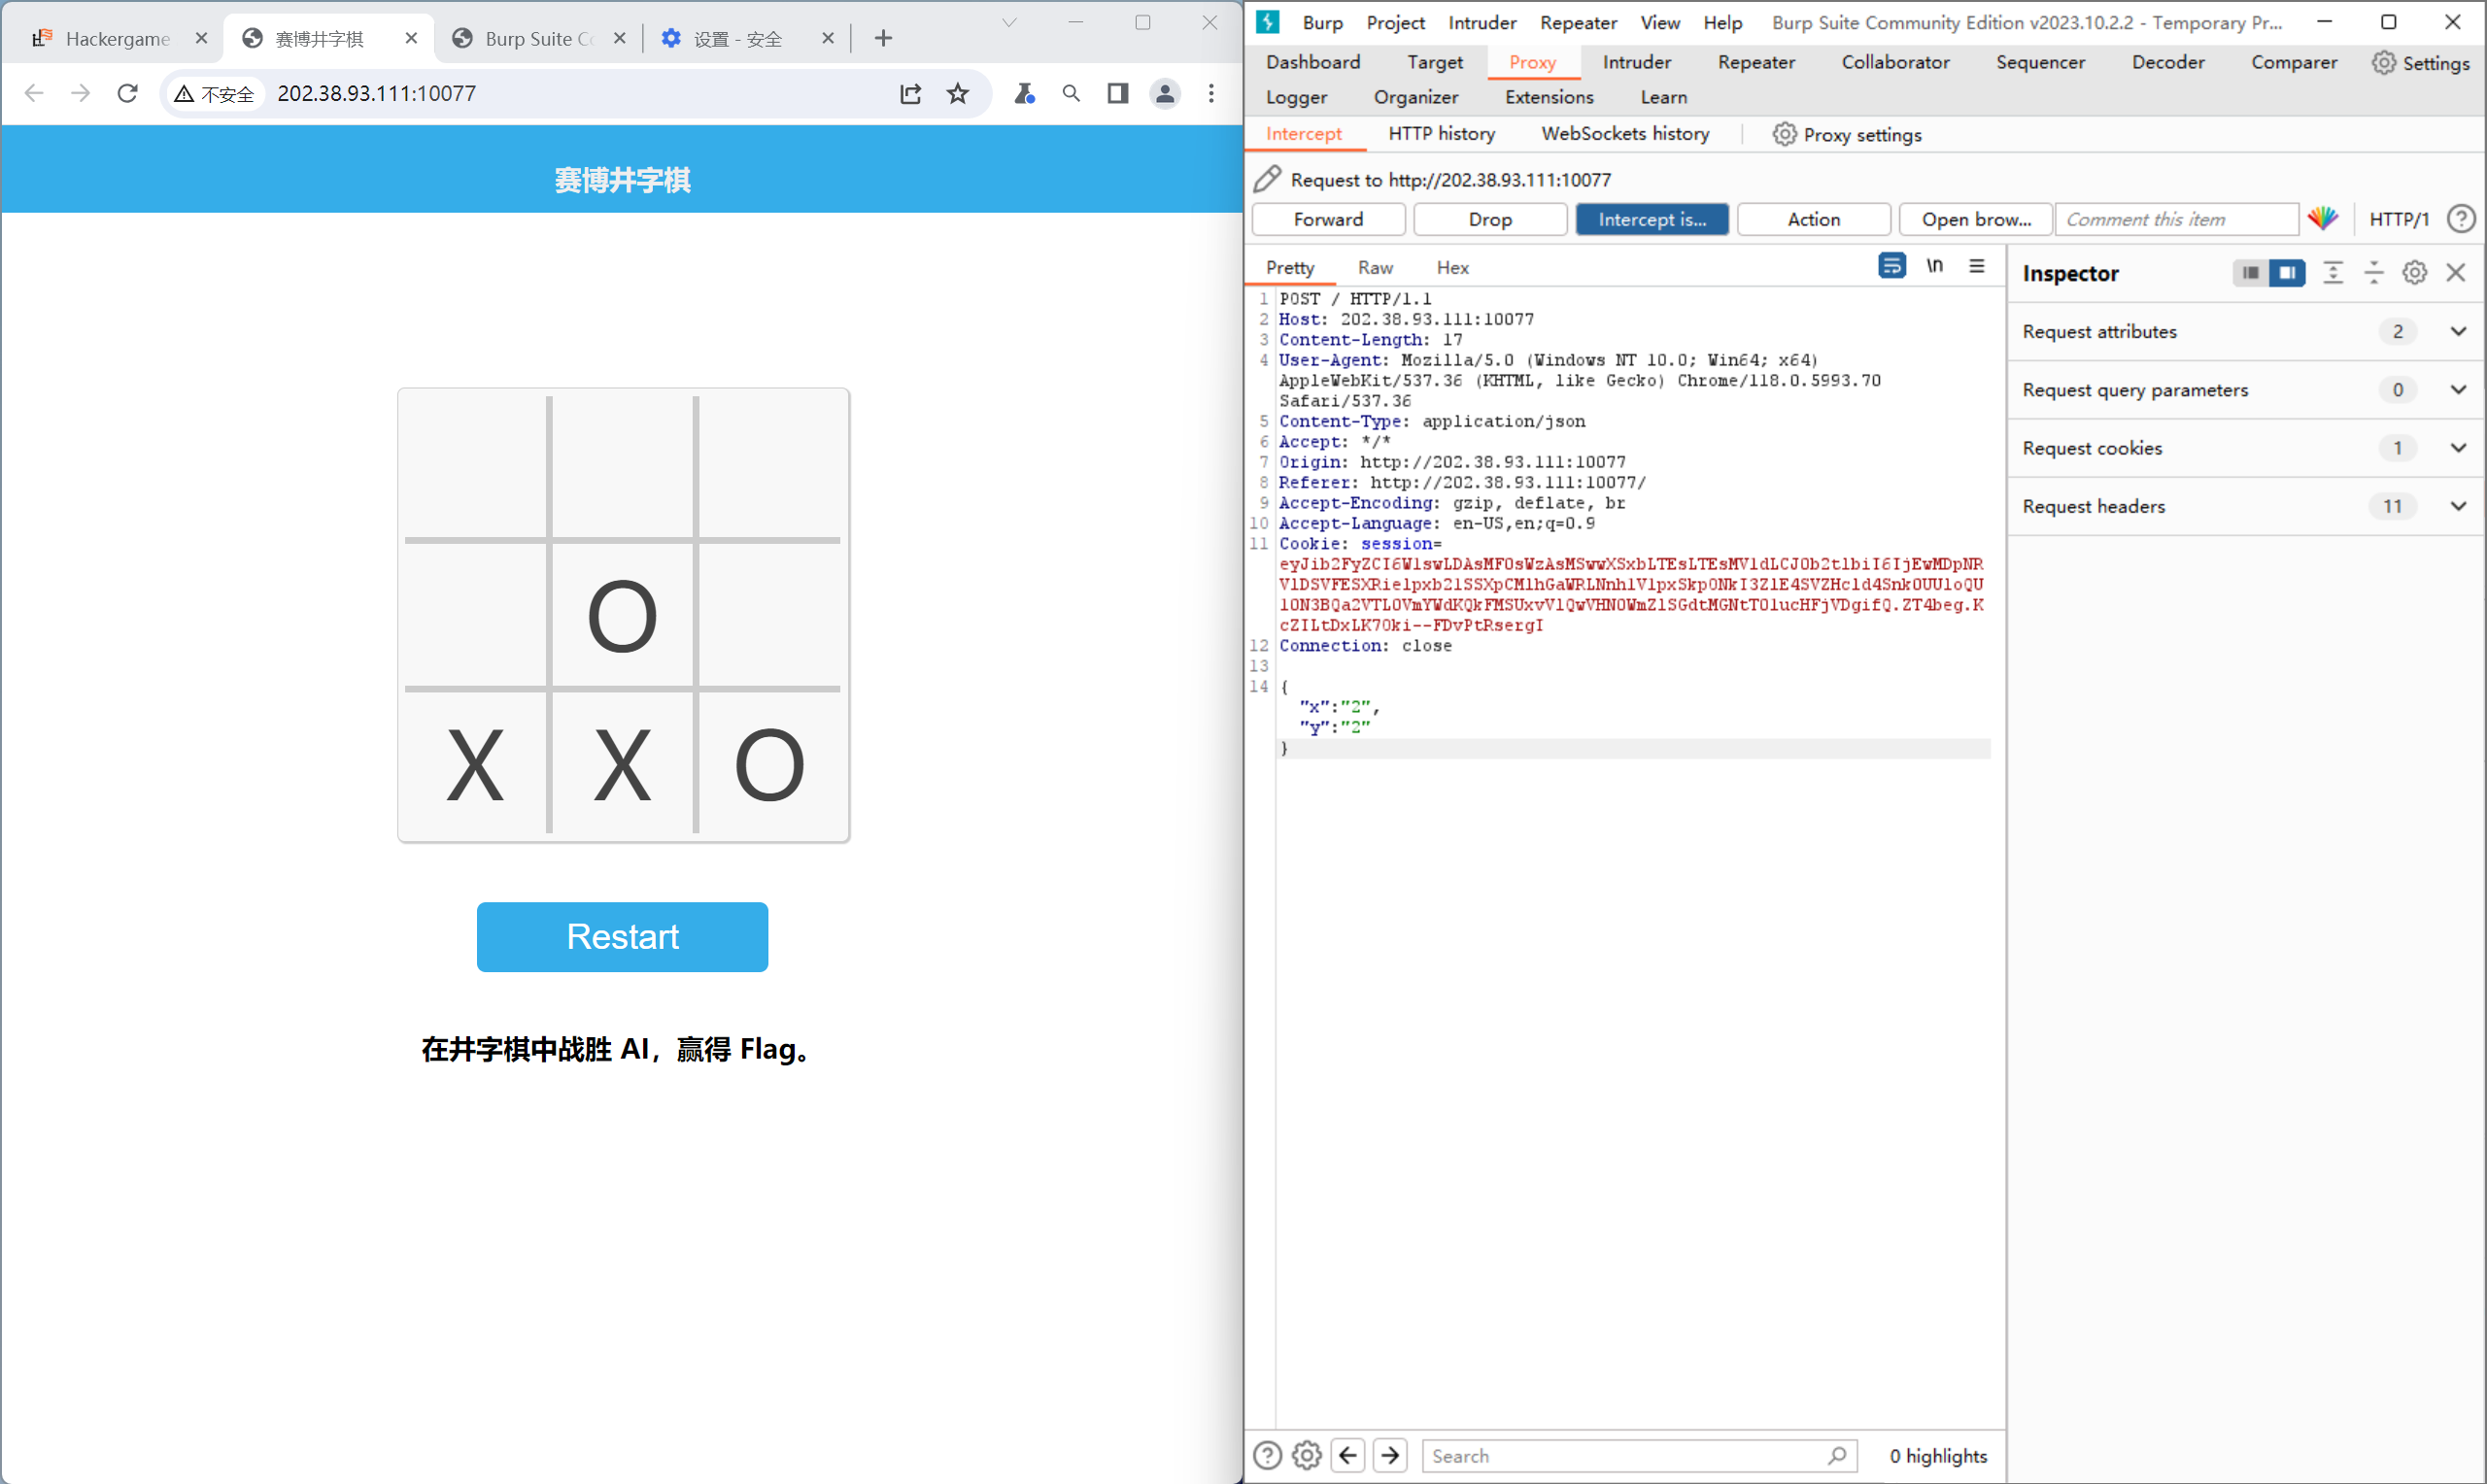 Hackergame
赛博井字棋
Burp Suite Co
设置 - 安全
不安全
202.38.93.111:10077
赛博井字棋
O
X X O
Restart
在井字棋中战胜 AI，赢得 Flag。
Burp Project Intruder Repeater View Help Burp Suite Community Edition v2023.10.2.2 - Temporary Pr...
Dashboard Target Proxy Intruder Repeater Collaborator Sequencer Decoder Comparer Settings
Logger Organizer Extensions Learn
Intercept HTTP history WebSockets history Proxy settings
Request to http://202.38.93.111:10077
Forward Drop Intercept is... Action Open brow... Comment this item HTTP/1
Pretty Raw Hex \n
1 POST / HTTP/1.1
2 Host: 202.38.93.111:10077
3 Content-Length: 17
4 User-Agent: Mozilla/5.0 (Windows NT 10.0; Win64; x64)
AppleWebKit/537.36 (KHTML, like Gecko) Chrome/118.0.5993.70
Safari/537.36
5 Content-Type: application/json
6 Accept: */*
7 Origin: http://202.38.93.111:10077
8 Referer: http://202.38.93.111:10077/
9 Accept-Encoding: gzip, deflate, br
10 Accept-Language: en-US,en;q=0.9
11 Cookie: session=
12 Connection: close
13
14 {
"x":"2",
"y":"2"
}
Inspector
Request attributes 2
Request query parameters 0
Request cookies 1
Request headers 11
Search
0 highlights